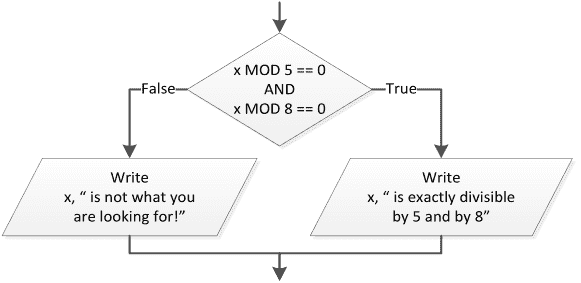 x MOD 5 == 0
AND
x MOD 8 == 0
False
True
Write
x, “ is not what you
are looking for!”
Write
x, “ is exactly divisible
by 5 and by 8”